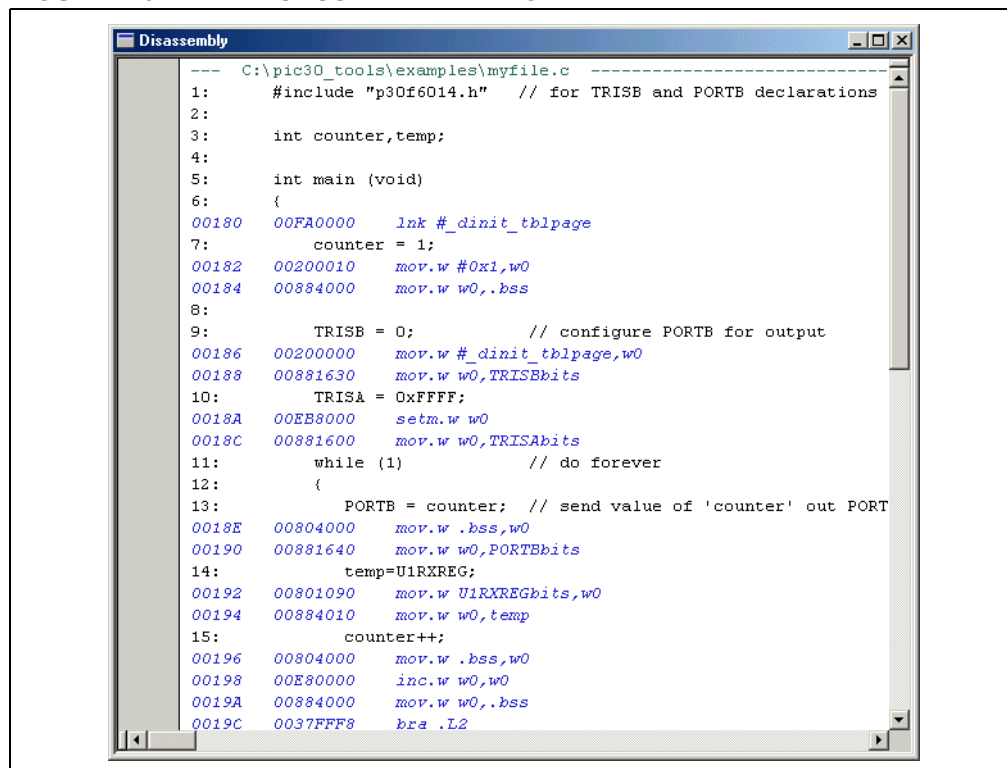 Disassembly
--- C:\pic30_tools\examples\myfile.c -----------------------------
1: #include "p30f6014.h" // for TRISB and PORTB declarations
2:
3: int counter,temp;
4:
5: int main (void)
6: {
00180 00FA0000 lnk #_dinit_tblpage
7: counter = 1;
00182 00200010 mov.w #0x1,w0
00184 00884000 mov.w w0,.bss
8:
9: TRISB = 0; // configure PORTB for output
00186 00200000 mov.w #_dinit_tblpage,w0
00188 00881630 mov.w w0,TRISBbits
10: TRISA = 0xFFFF;
0018A 00EB8000 setm.w w0
0018C 00881600 mov.w w0,TRISAbits
11: while (1) // do forever
12: {
13: PORTB = counter; // send value of 'counter' out PORT
0018E 00804000 mov.w .bss,w0
00190 00881640 mov.w w0,PORTBbits
14: temp=U1RXREG;
00192 00801090 mov.w U1RXREGbits,w0
00194 00884010 mov.w w0,temp
15: counter++;
00196 00804000 mov.w .bss,w0
00198 00E80000 inc.w w0,w0
0019A 00884000 mov.w w0,.bss
0019C 0037FFF8 bra .L2